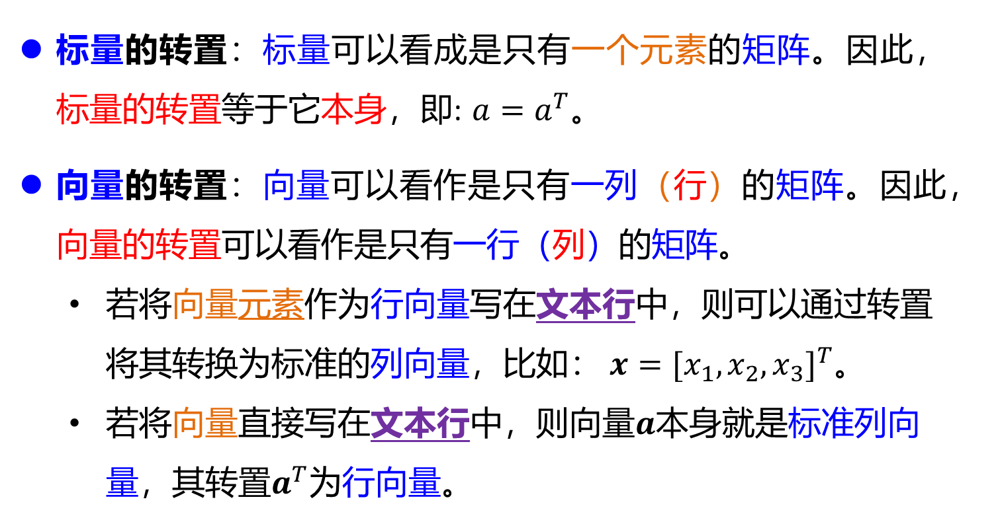 ● 标量的转置：标量可以看成是只有一个元素的矩阵。因此，
标量的转置等于它本身，即: a = a^T。
● 向量的转置：向量可以看作是只有一列（行）的矩阵。因此，
向量的转置可以看作是只有一行（列）的矩阵。
• 若将向量元素作为行向量写在文本行中，则可以通过转置
将其转换为标准的列向量，比如： x = [x₁, x₂, x₃]^T。
• 若将向量直接写在文本行中，则向量a本身就是标准列向
量，其转置a^T为行向量。